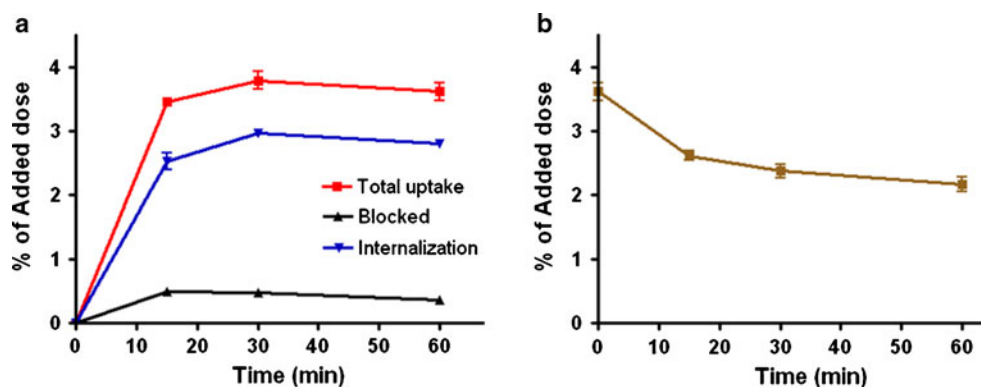 a
% of Added dose
4
3
2
1
0
Total uptake
Blocked
Internalization
0 10 20 30 40 50 60
Time (min)
b
% of Added dose
4
3
2
1
0
0 10 20 30 40 50 60
Time (min)